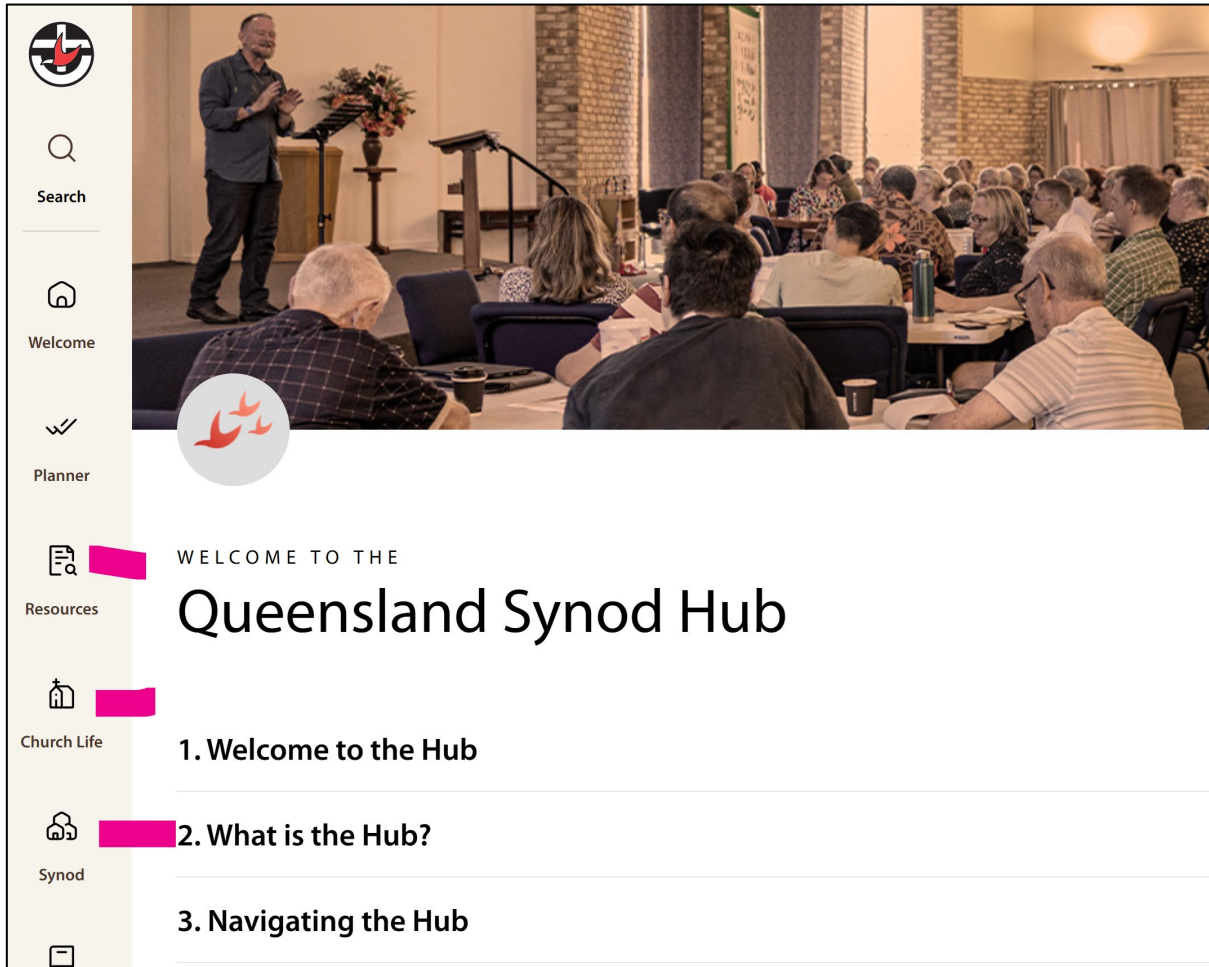 Search
Welcome
Planner
Resources
Church Life
Synod
WELCOME TO THE
Queensland Synod Hub
1. Welcome to the Hub
2. What is the Hub?
3. Navigating the Hub